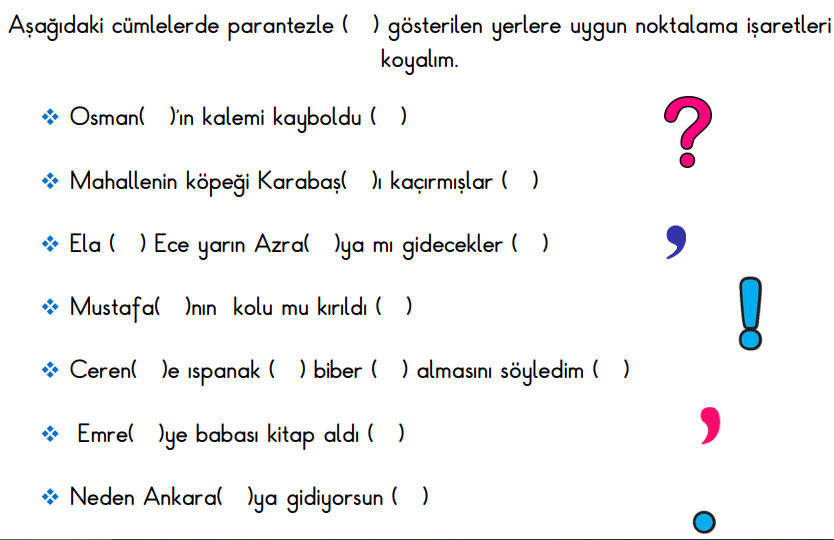 Aşağıdaki cümlelerde parantezle (   ) gösterilen yerlere uygun noktalama işaretleri
koyalım.
Osman(   )'ın kalemi kayboldu (   )
?
Mahallenin köpeği Karabaş(   )ı kaçırmışlar (   )
Ela (   ) Ece yarın Azra(   )ya mı gidecekler (   )
,
Mustafa(   )nın  kolu mu kırıldı (   )
!
Ceren(   )e ıspanak (   ) biber (   ) almasını söyledim (   )
Emre(   )ye babası kitap aldı (   )
,
Neden Ankara(   )ya gidiyorsun (   )
.